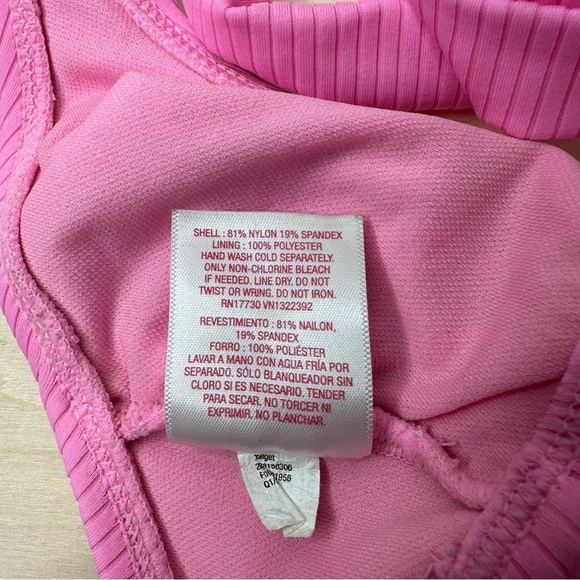 SHELL : 81% NYLON 19% SPANDEX
LINING : 100% POLYESTER
HAND WASH COLD SEPARATELY.
ONLY NON-CHLORINE BLEACH
IF NEEDED. LINE DRY. DO NOT
TWIST OR WRING. DO NOT IRON.
RN17730 VN1322392
REVESTIMIENTO : 81% NAILON,
19% SPANDEX
FORRO : 100% POLIÉSTER
LAVAR A MANO CON AGUA FRÍA POR
SEPARADO. SÓLO BLANQUEADOR SIN
CLORO SI ES NECESARIO. TENDER
PARA SECAR. NO TORCER NI
EXPRIMIR. NO PLANCHAR.
Target